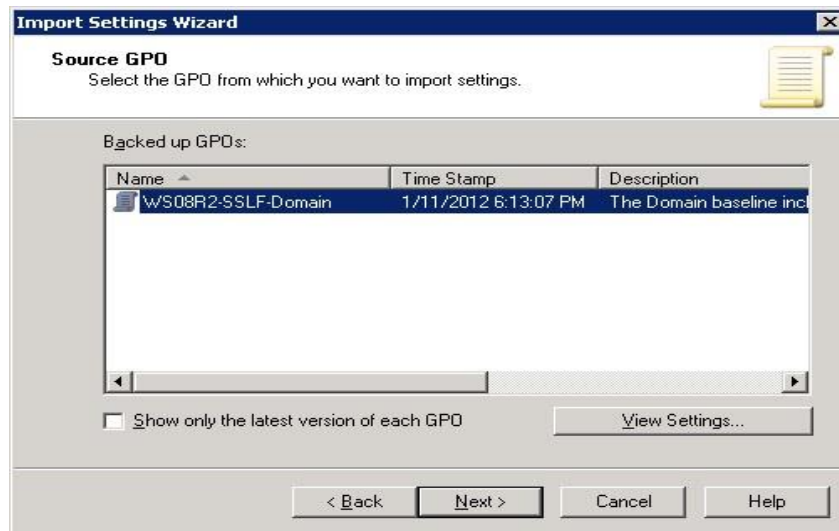 Import Settings Wizard
Source GPO
Select the GPO from which you want to import settings.
Backed up GPOs:
Name Time Stamp Description
WS08R2-SSLF-Domain 1/11/2012 6:13:07 PM The Domain baseline incl
Show only the latest version of each GPO View Settings...
< Back Next > Cancel Help